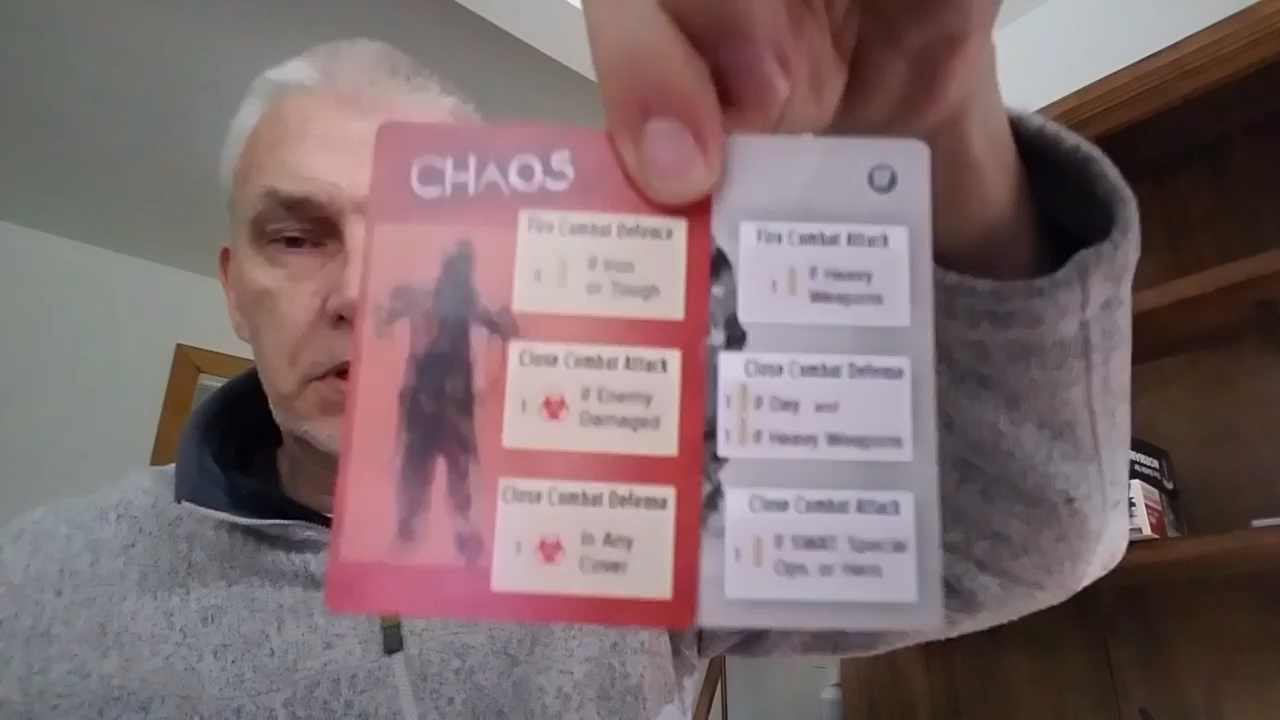 CHAOS
Fire Combat Defence
1 if Iron
or Tough
Close Combat Attack
1 if Enemy
Damaged
Close Combat Defense
1 In Any
Cover
Fire Combat Attack
1 if Heavy
Weapons
Close Combat Defense
1 if Day and
1 if Heavy Weapons
Close Combat Attack
1 if SWAT, Special
Ops, or Hero